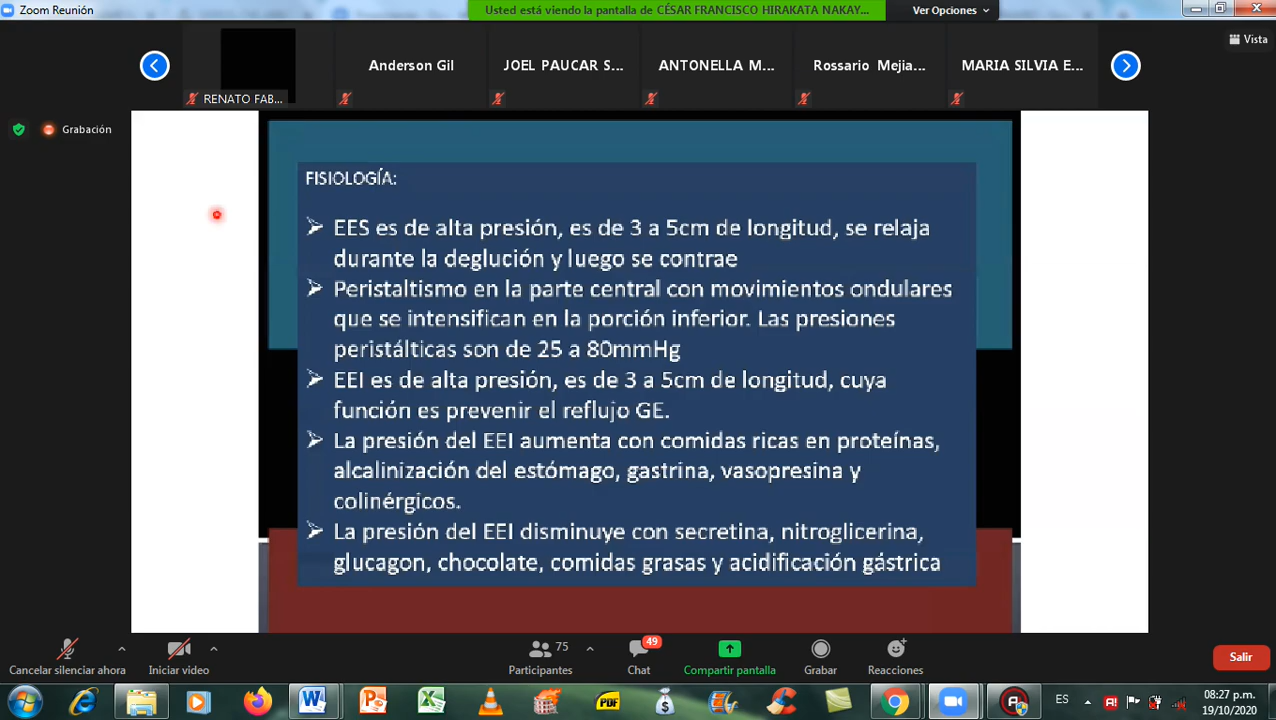 Zoom Reunión
Usted está viendo la pantalla de CÉSAR FRANCISCO HIRAKATA NAKAY...
Ver Opciones
Vista
Anderson Gil
JOEL PAUCAR S...
ANTONELLA M...
Rossario Mejia...
MARIA SILVIA E...
RENATO FAB...
Grabación
FISIOLOGÍA:
EES es de alta presión, es de 3 a 5cm de longitud, se relaja
durante la deglución y luego se contrae
Peristaltismo en la parte central con movimientos ondulares
que se intensifican en la porción inferior. Las presiones
peristálticas son de 25 a 80mmHg
EEI es de alta presión, es de 3 a 5cm de longitud, cuya
función es prevenir el reflujo GE.
La presión del EEI aumenta con comidas ricas en proteínas,
alcalinización del estómago, gastrina, vasopresina y
colinérgicos.
La presión del EEI disminuye con secretina, nitroglicerina,
glucagon, chocolate, comidas grasas y acidificación gástrica
75
49
Cancelar silenciar ahora
Iniciar video
Participantes
Chat
Compartir pantalla
Grabar
Reacciones
Salir
PDF
ES
08:27 p.m.
19/10/2020